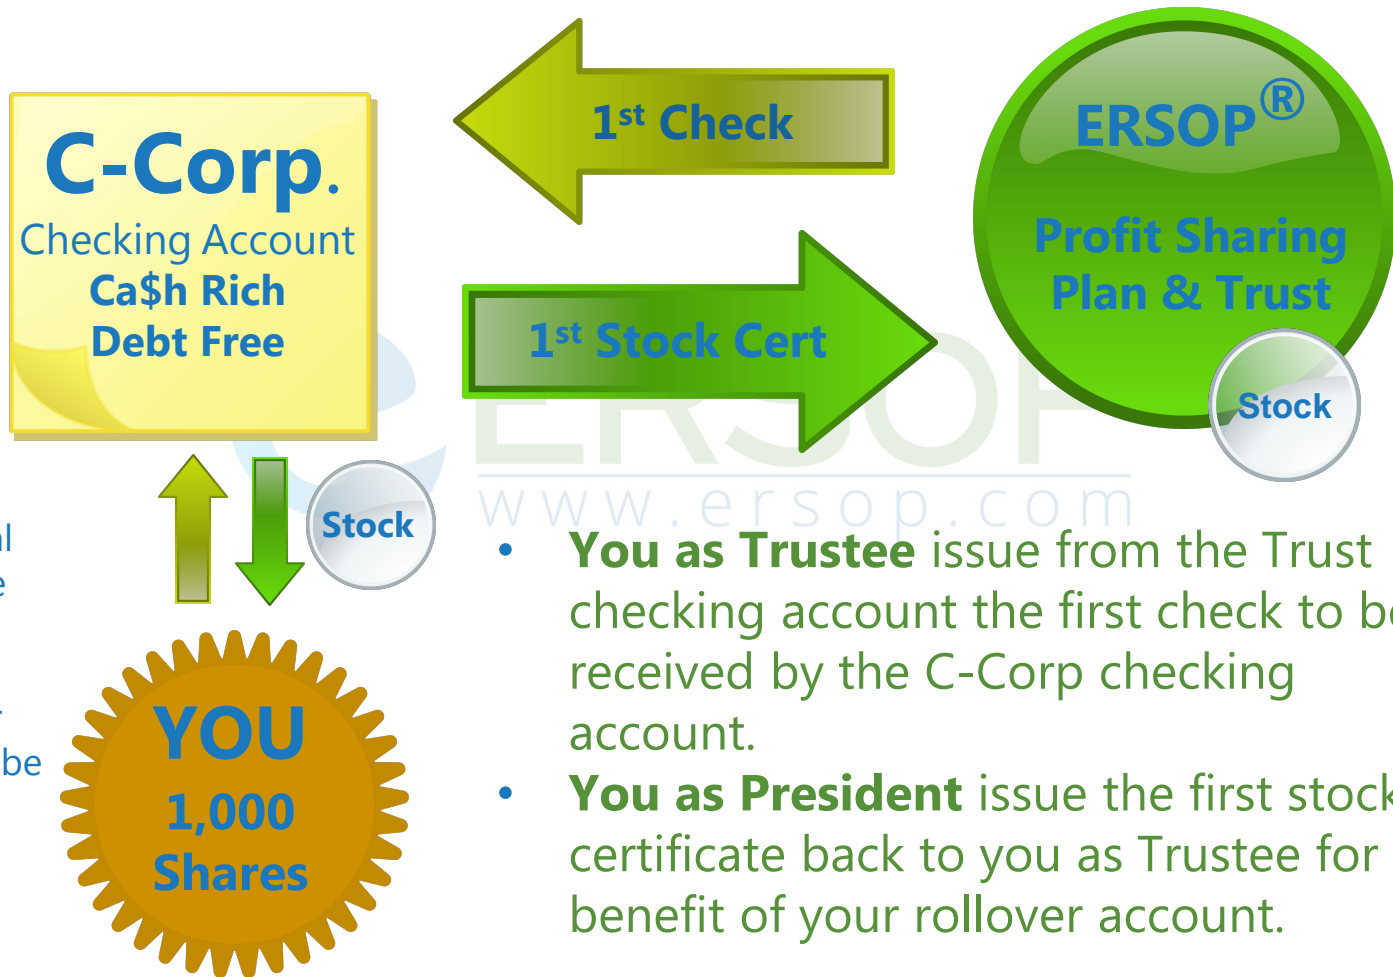 C-Corp.
Checking Account
Ca$h Rich
Debt Free
1st Check
ERSOP®
Profit Sharing
Plan & Trust
1st Stock Cert
Stock
Stock
ERSOP
www.ersop.com
be
YOU
1,000
Shares
• You as Trustee issue from the Trust
checking account the first check to be
received by the C-Corp checking
account.
• You as President issue the first stock
certificate back to you as Trustee for
benefit of your rollover account.